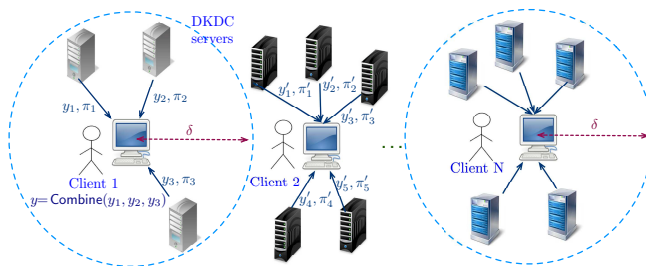 DKDC
servers
y₁, π₁
y₂, π₂
δ
Client 1
y₃, π₃
y= Combine(y₁, y₂, y₃)
y′₁, π′₁
y′₂, π′₂
y′₃, π′₃
Client 2
y′₄, π′₄
y′₅, π′₅
...
δ
Client N